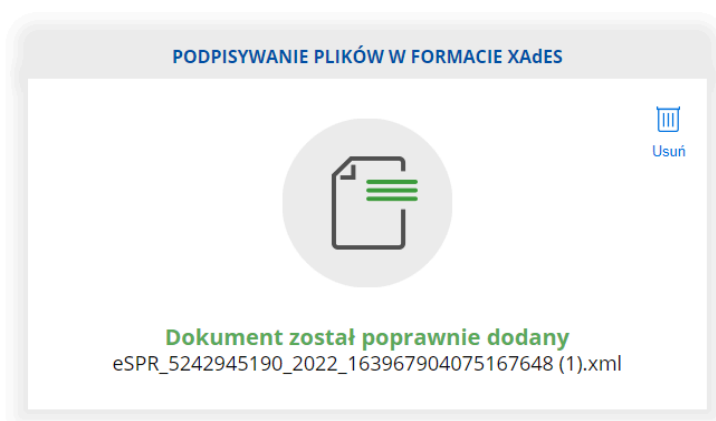 PODPISYWANIE PLIKÓW W FORMACIE XAdES
Usuń
Dokument został poprawnie dodany
eSPR_5242945190_2022_163967904075167648 (1).xml